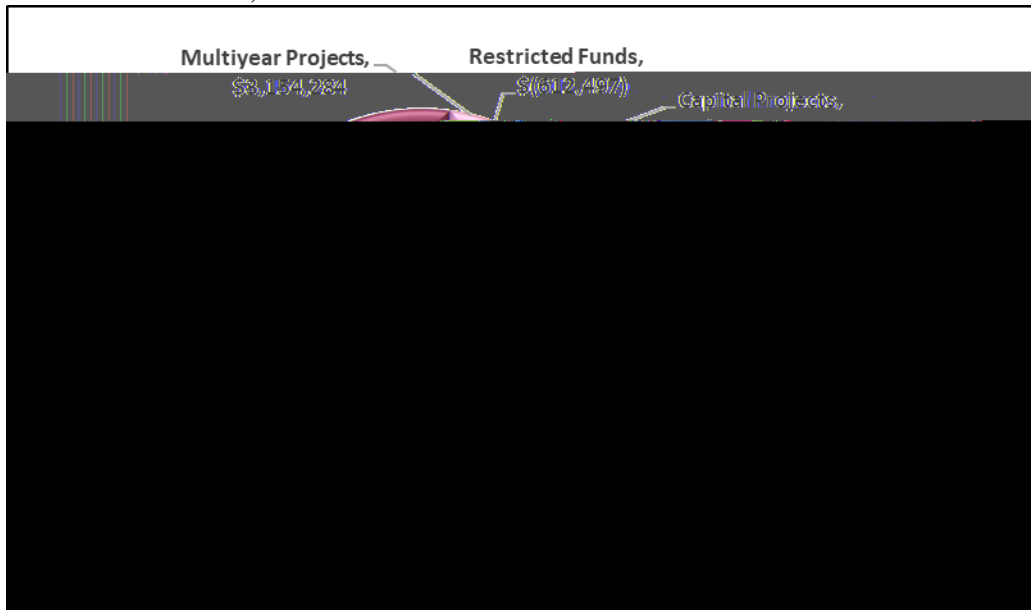 Multiyear Projects,
$3,154,284
Restricted Funds,
$(612,497)
Capital Projects,